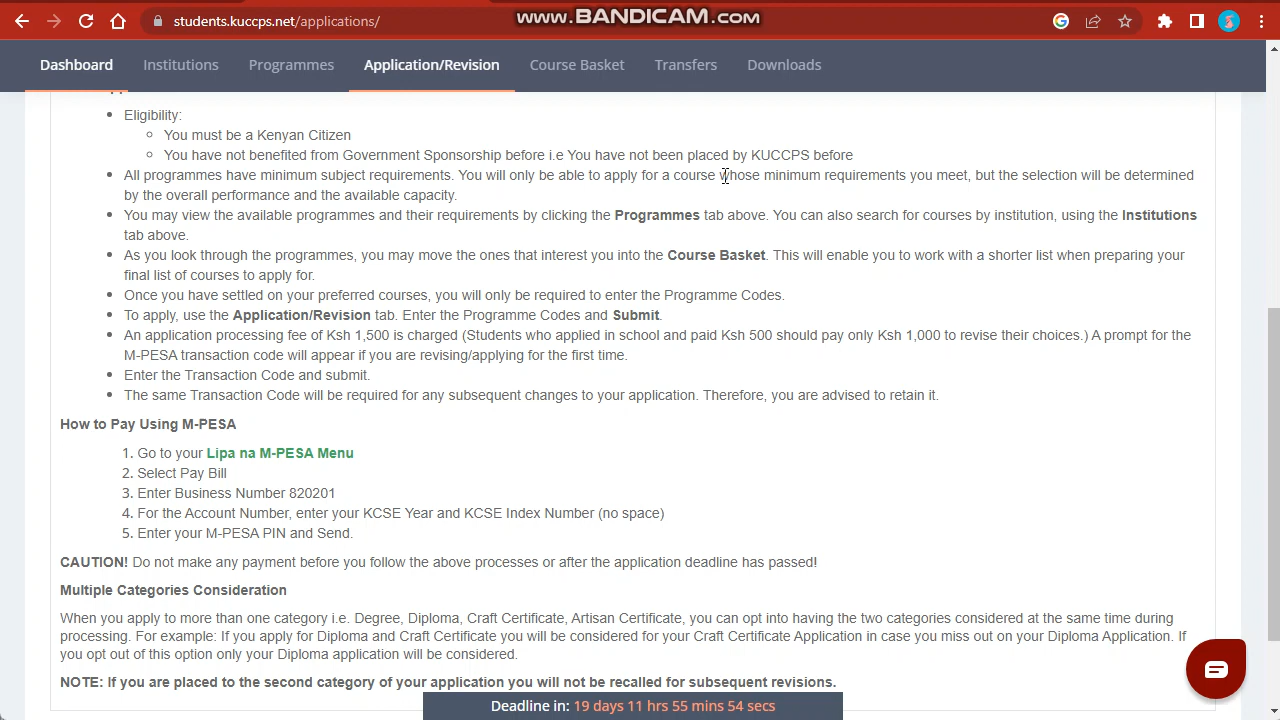 students.kuccps.net/applications/
www.BANDICAM.com
Dashboard Institutions Programmes Application/Revision Course Basket Transfers Downloads
Eligibility:
You must be a Kenyan Citizen
You have not benefited from Government Sponsorship before i.e You have not been placed by KUCCPS before
All programmes have minimum subject requirements. You will only be able to apply for a course whose minimum requirements you meet, but the selection will be determined
by the overall performance and the available capacity.
You may view the available programmes and their requirements by clicking the Programmes tab above. You can also search for courses by institution, using the Institutions
tab above.
As you look through the programmes, you may move the ones that interest you into the Course Basket. This will enable you to work with a shorter list when preparing your
final list of courses to apply for.
Once you have settled on your preferred courses, you will only be required to enter the Programme Codes.
To apply, use the Application/Revision tab. Enter the Programme Codes and Submit.
An application processing fee of Ksh 1,500 is charged (Students who applied in school and paid Ksh 500 should pay only Ksh 1,000 to revise their choices.) A prompt for the
M-PESA transaction code will appear if you are revising/applying for the first time.
Enter the Transaction Code and submit.
The same Transaction Code will be required for any subsequent changes to your application. Therefore, you are advised to retain it.
How to Pay Using M-PESA
1. Go to your Lipa na M-PESA Menu
2. Select Pay Bill
3. Enter Business Number 820201
4. For the Account Number, enter your KCSE Year and KCSE Index Number (no space)
5. Enter your M-PESA PIN and Send.
CAUTION! Do not make any payment before you follow the above processes or after the application deadline has passed!
Multiple Categories Consideration
When you apply to more than one category i.e. Degree, Diploma, Craft Certificate, Artisan Certificate, you can opt into having the two categories considered at the same time during
processing. For example: If you apply for Diploma and Craft Certificate you will be considered for your Craft Certificate Application in case you miss out on your Diploma Application. If
you opt out of this option only your Diploma application will be considered.
NOTE: If you are placed to the second category of your application you will not be recalled for subsequent revisions.
Deadline in: 19 days 11 hrs 55 mins 54 secs